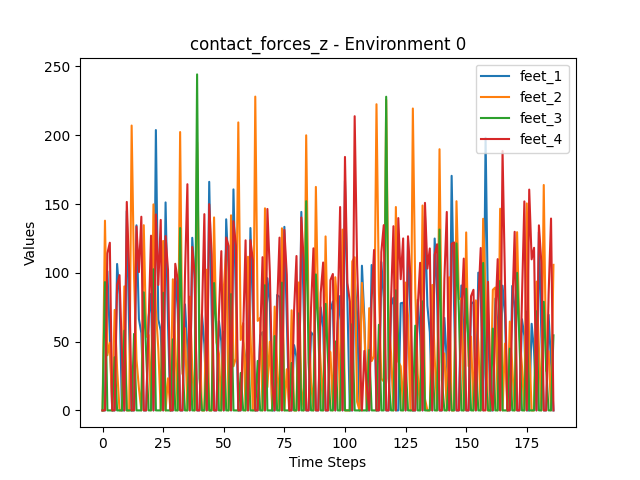 contact_forces_z - Environment 0
250
200
150
100
50
0
Values
0 25 50 75 100 125 150 175
Time Steps
feet_1
feet_2
feet_3
feet_4